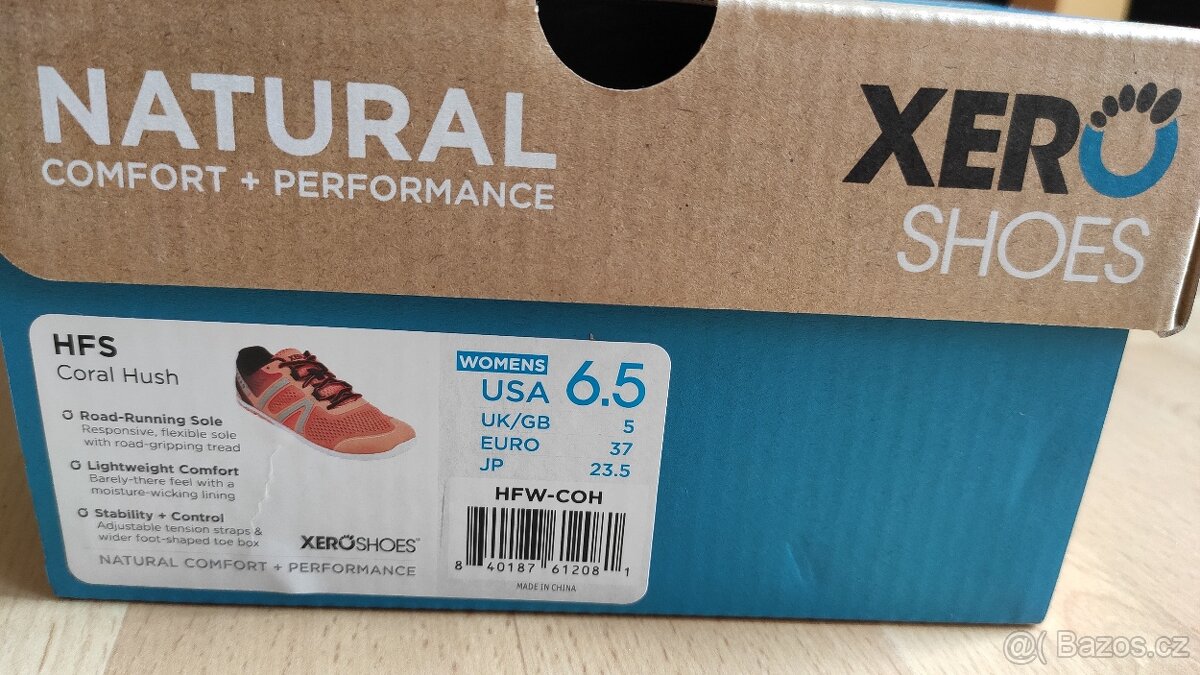 NATURAL
COMFORT + PERFORMANCE
XERO
SHOES
HFS
Coral Hush
Road-Running Sole
Responsive, flexible sole
with road-gripping tread
Lightweight Comfort
Barely-there feel with a
moisture-wicking lining
Stability + Control
Adjustable tension straps &
wider foot-shaped toe box
XEROSHOES™
NATURAL COMFORT + PERFORMANCE
WOMENS
USA 6.5
UK/GB 5
EURO 37
JP 23.5
HFW-COH
8 40187 61208 1
MADE IN CHINA
@( Bazos.cz